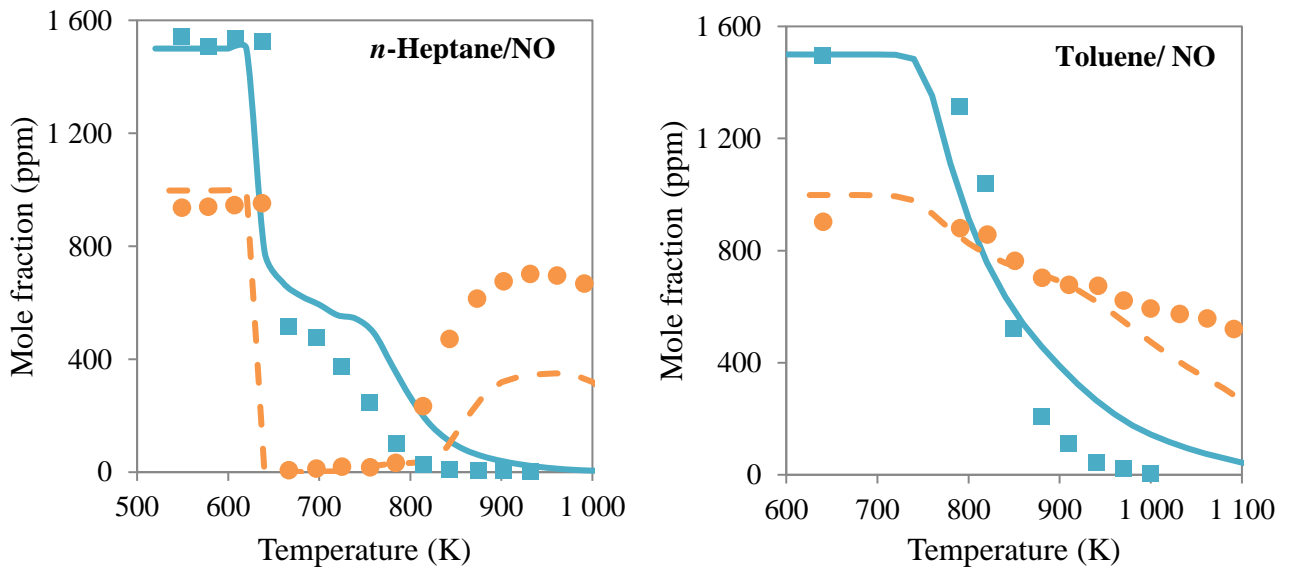 1 600
n-Heptane/NO
1 200
800
400
0
500 600 700 800 900 1 000
Temperature (K)
Mole fraction (ppm)
1 600
Toluene/ NO
1 200
800
400
0
600 700 800 900 1 000 1 100
Temperature (K)
Mole fraction (ppm)